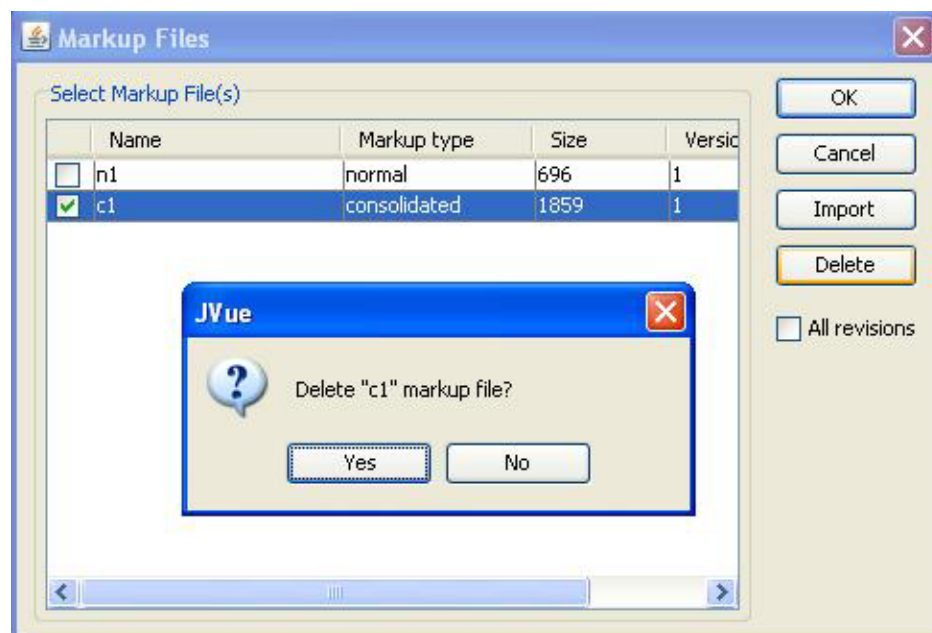 Markup Files
Select Markup File(s)
Name Markup type Size Versic
n1 normal 696 1
c1 consolidated 1859 1
OK
Cancel
Import
Delete
All revisions
JVue
Delete "c1" markup file?
Yes No